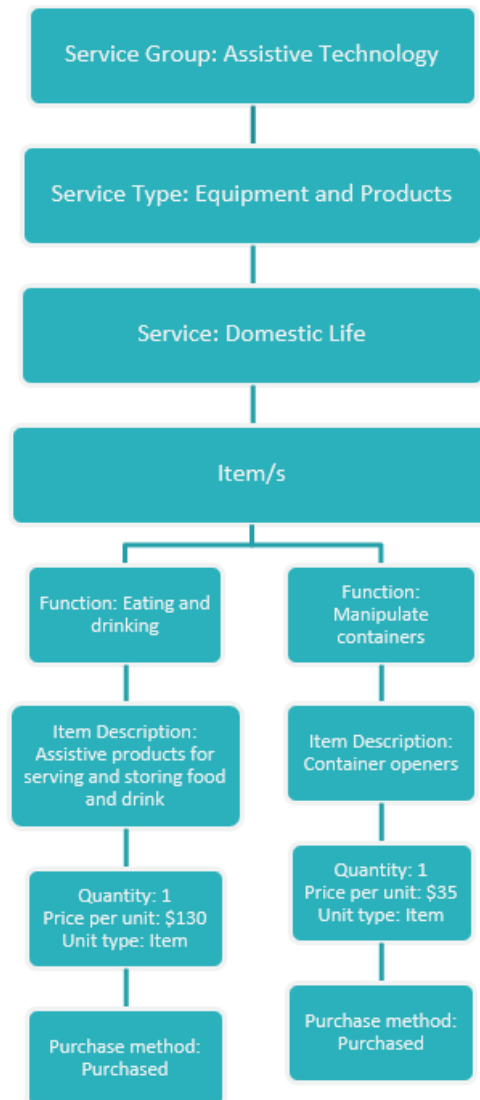 Service Group: Assistive Technology
Service Type: Equipment and Products
Service: Domestic Life
Item/s
Function: Eating and
drinking
Item Description:
Assistive products for
serving and storing food
and drink
Quantity: 1
Price per unit: $130
Unit type: Item
Purchase method:
Purchased
Function:
Manipulate
containers
Item Description:
Container openers
Quantity: 1
Price per unit: $35
Unit type: Item
Purchase method:
Purchased